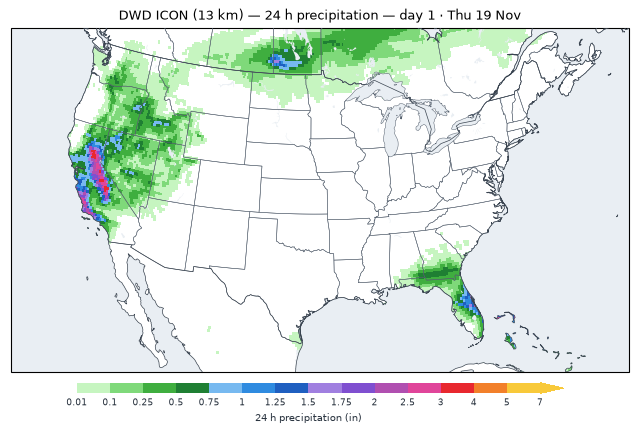 DWD ICON (13 km) — 24 h precipitation — day 1 · Thu 19 Nov
0.01 0.1 0.25 0.5 0.75 1 1.25 1.5 1.75 2 2.5 3 4 5 7
24 h precipitation (in)